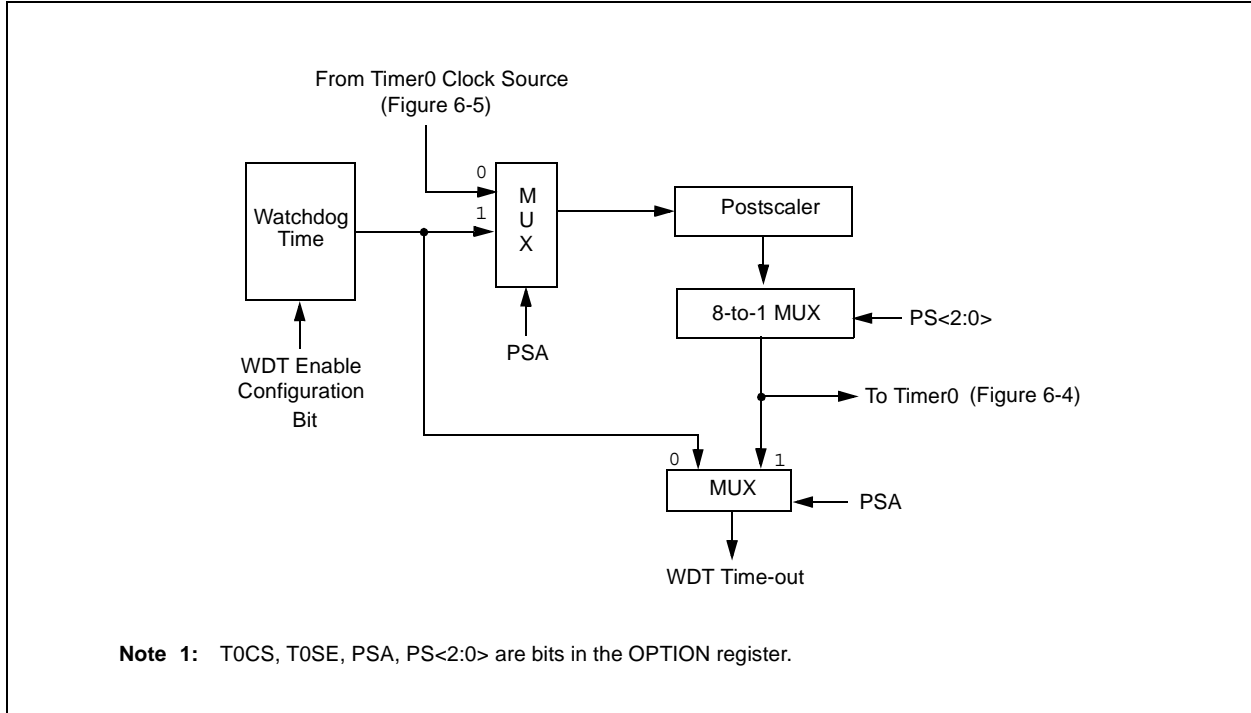 From Timer0 Clock Source
(Figure 6-5)
0
1
M
U
X
Postscaler
Watchdog
Time
8-to-1 MUX
PS<2:0>
PSA
WDT Enable
Configuration
Bit
To Timer0 (Figure 6-4)
0
1
MUX
PSA
WDT Time-out
Note 1: T0CS, T0SE, PSA, PS<2:0> are bits in the OPTION register.